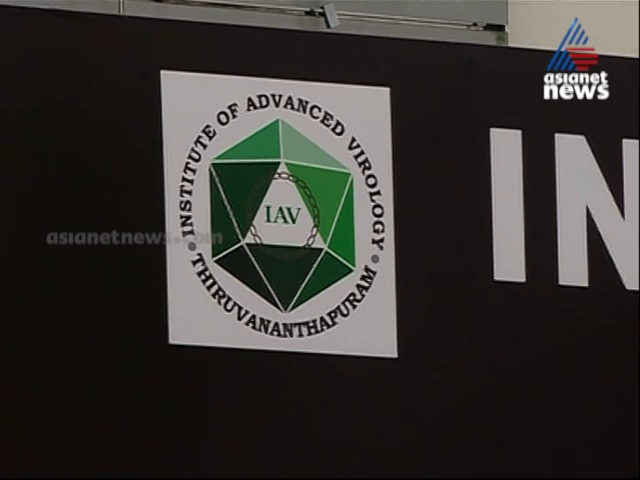 asianet
news
INSTITUTE OF ADVANCED VIROLOGY
IAV
THIRUVANANTHAPURAM
IN
asianetnews.com